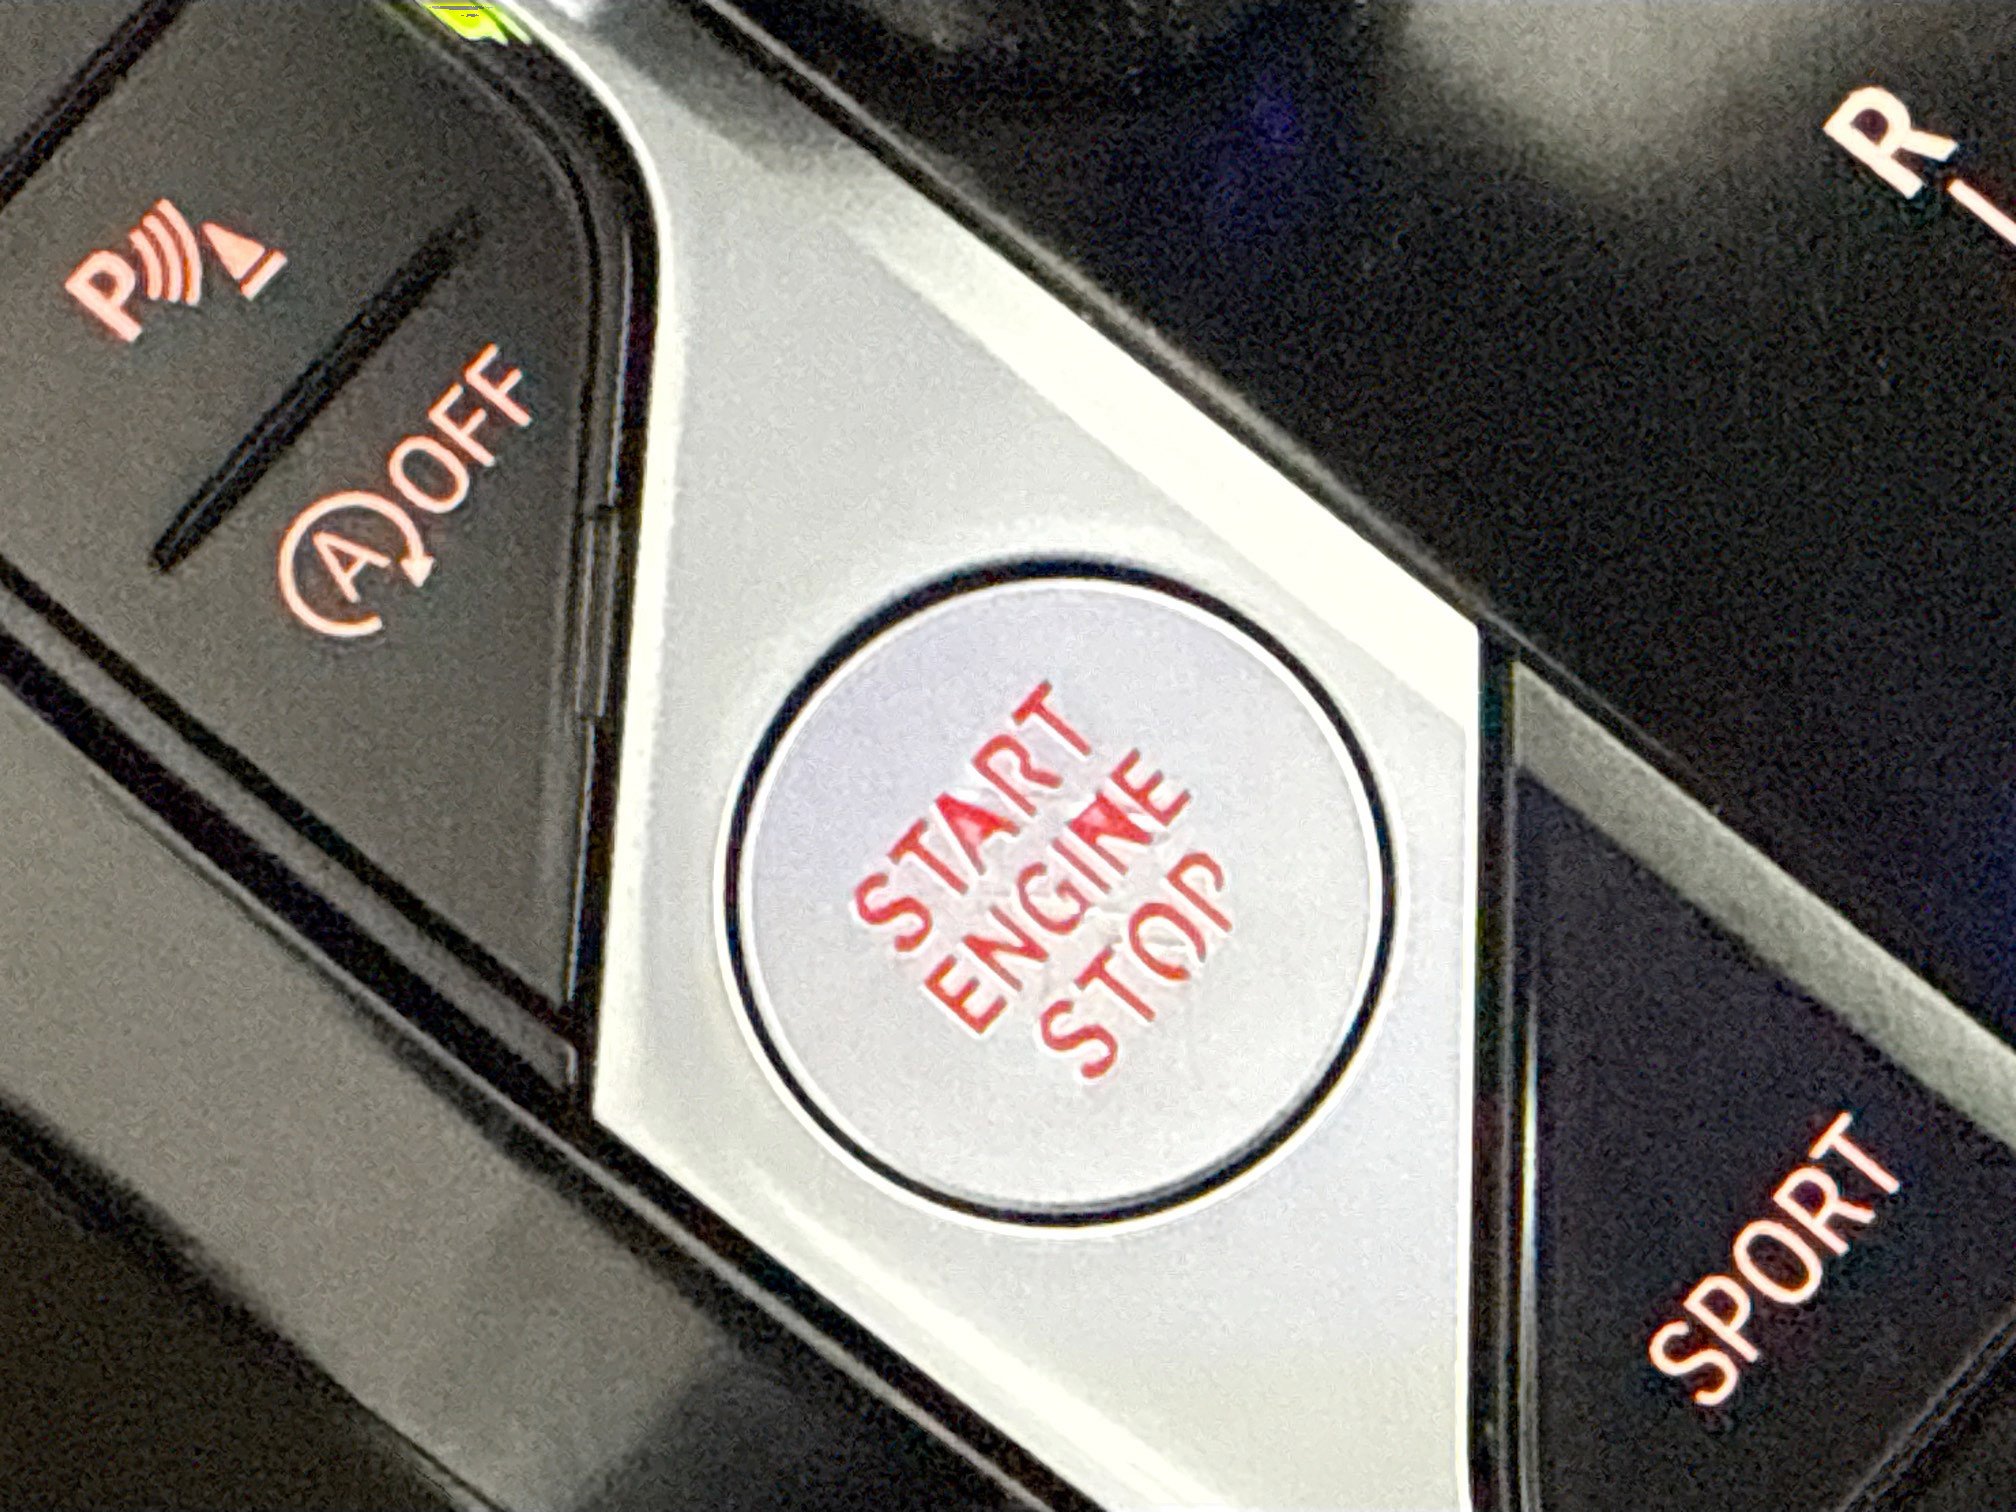 R
P
A OFF
START
ENGINE
STOP
SPORT